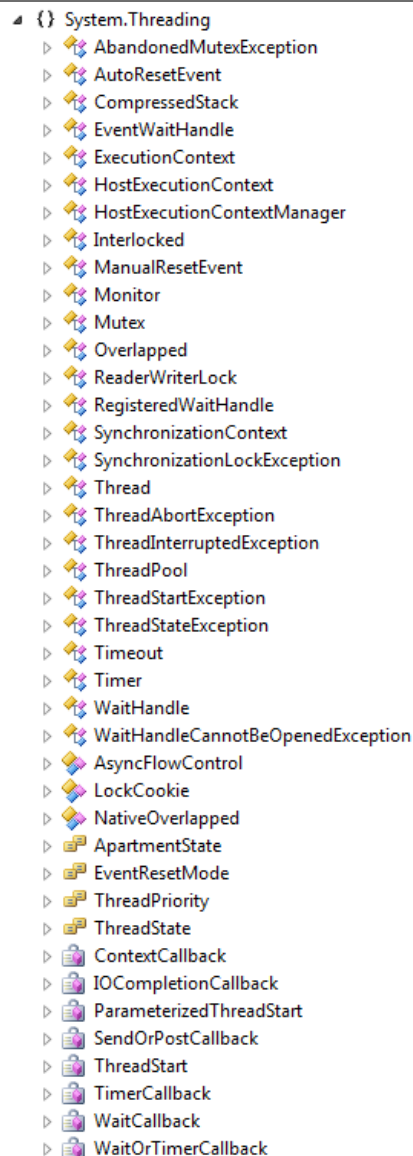 {} System.Threading
AbandonedMutexException
AutoResetEvent
CompressedStack
EventWaitHandle
ExecutionContext
HostExecutionContext
HostExecutionContextManager
Interlocked
ManualResetEvent
Monitor
Mutex
Overlapped
ReaderWriterLock
RegisteredWaitHandle
SynchronizationContext
SynchronizationLockException
Thread
ThreadAbortException
ThreadInterruptedException
ThreadPool
ThreadStartException
ThreadStateException
Timeout
Timer
WaitHandle
WaitHandleCannotBeOpenedException
AsyncFlowControl
LockCookie
NativeOverlapped
ApartmentState
EventResetMode
ThreadPriority
ThreadState
ContextCallback
IOCompletionCallback
ParameterizedThreadStart
SendOrPostCallback
ThreadStart
TimerCallback
WaitCallback
WaitOrTimerCallback